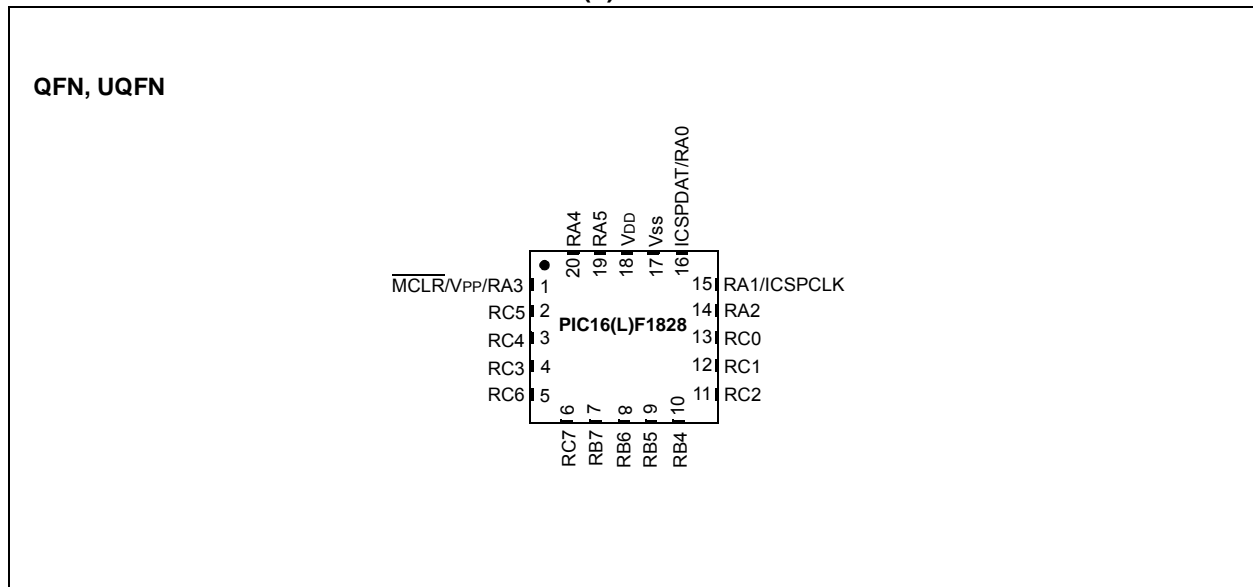 QFN, UQFN
RA4
RA5
VDD
Vss
ICSPDAT/RA0
20
19
18
17
16
MCLR/VPP/RA3 1
RC5 2
RC4 3
RC3 4
RC6 5
PIC16(L)F1828
15 RA1/ICSPCLK
14 RA2
13 RC0
12 RC1
11 RC2
6
7
8
9
10
RC7
RB7
RB6
RB5
RB4